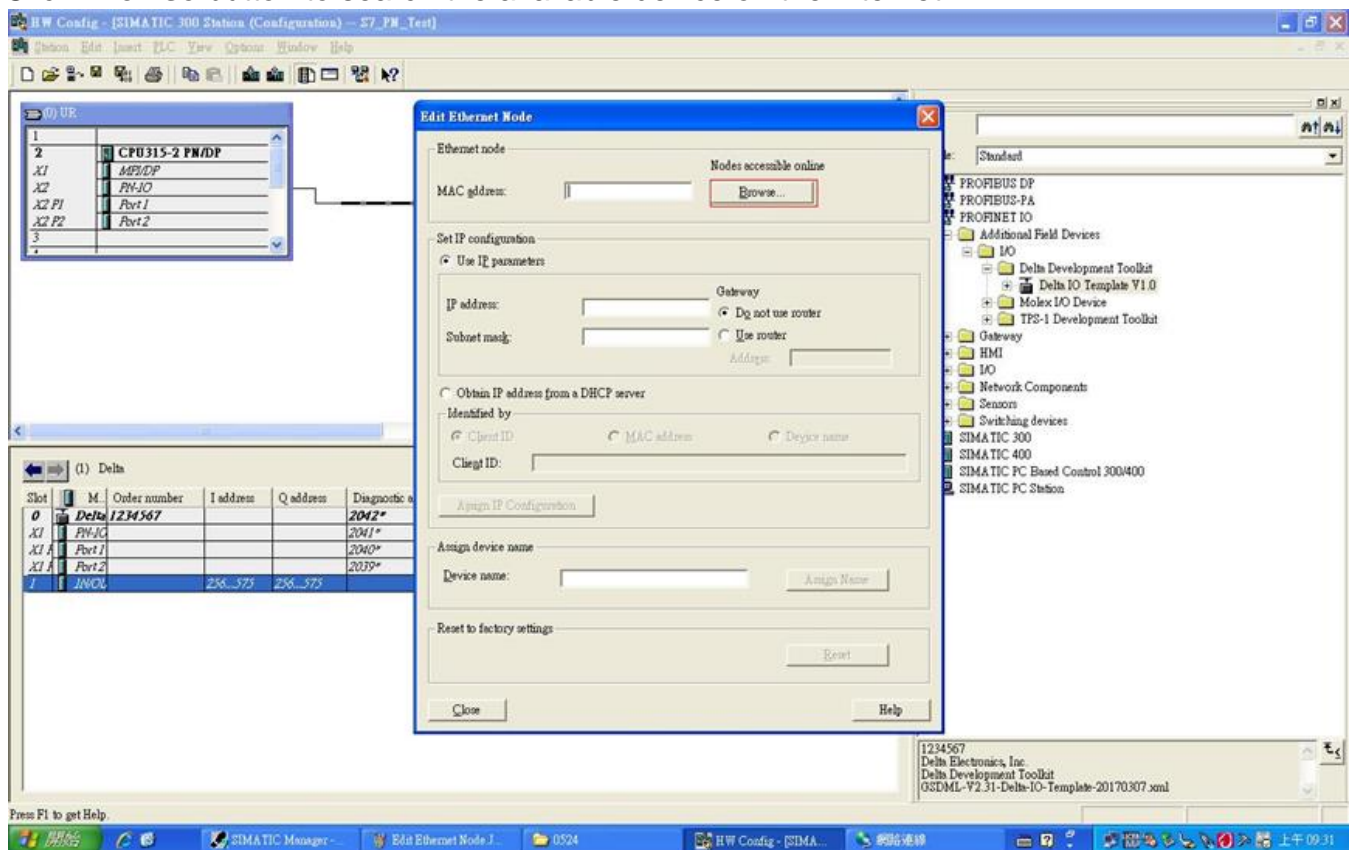 HW Config - [SIMATIC 300 Station (Configuration) -- S7_PN_Test]
Station Edit Insert PLC View Options Window Help
(0) UR
1
2 CPU315-2 PN/DP
X1 MPI/DP
X2 PN-IO
X2 P1 Port 1
X2 P2 Port 2
3
Edit Ethernet Node
Ethernet node
Nodes accessible online
MAC address:
Browse...
Set IP configuration
Use IP parameters
Gateway
IP address:
Do not use router
Subnet mask:
Use router
Address:
Obtain IP address from a DHCP server
Identified by
Client ID
MAC address
Device name
Client ID:
Assign IP Configuration
Assign device name
Device name:
Assign Name
Reset to factory settings
Reset
Close
Help
Standard
PROFIBUS DP
PROFIBUS-PA
PROFINET IO
Additional Field Devices
I/O
Delta Development Toolkit
Delta IO Template V1.0
Molex I/O Device
TPS-1 Development Toolkit
Gateway
HMI
I/O
Network Components
Sensors
Switching devices
SIMATIC 300
SIMATIC 400
SIMATIC PC Based Control 300/400
SIMATIC PC Station
(1) Delta
Slot M... Order number I address Q address Diagnostic a
0 Delta 1234567 2042*
X1 PN-IO 2041*
X1 P Port 1 2040*
X1 P Port 2 2039*
1 IN/OU 256...575 256...575
1234567
Delta Electronics, Inc.
Delta Development Toolkit
GSDML-V2.31-Delta-IO-Template-20170307.xml
Press F1 to get Help.
開始
SIMATIC Manager - ...
Edit Ethernet Node J...
0524
HW Config - [SIMA...
網路連線
上午 09:31